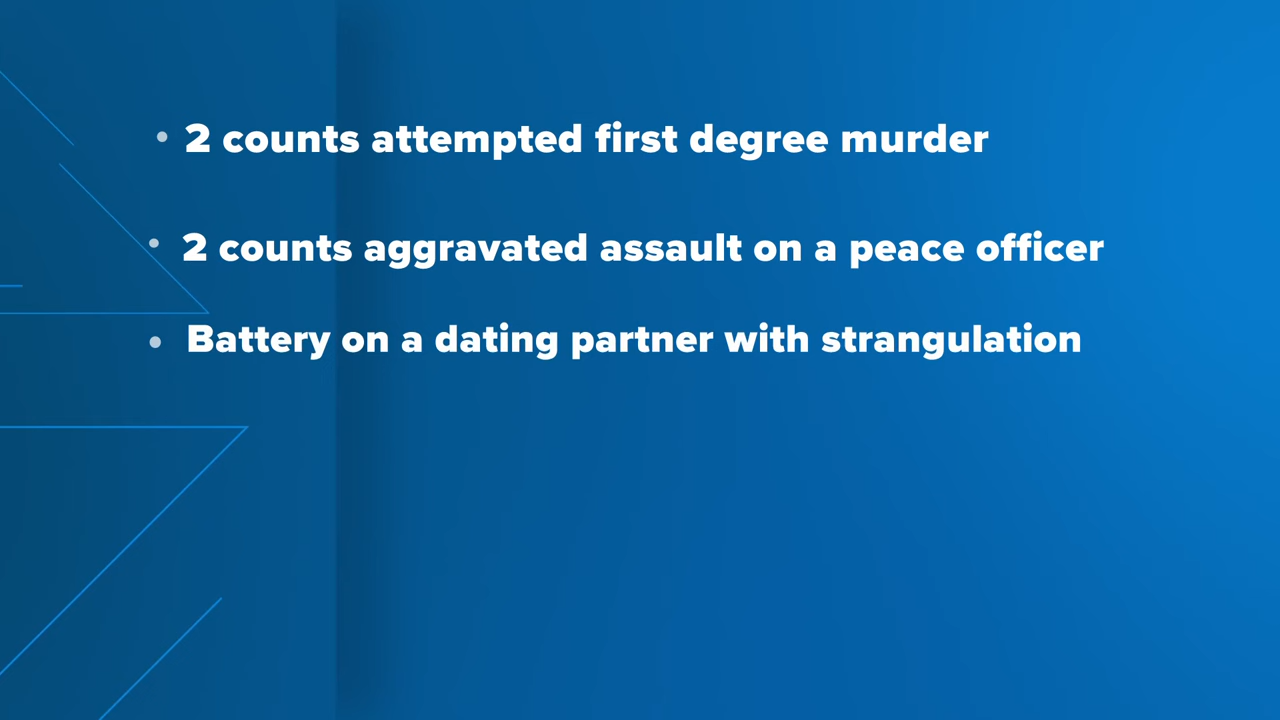 • 2 counts attempted first degree murder
• 2 counts aggravated assault on a peace officer
• Battery on a dating partner with strangulation